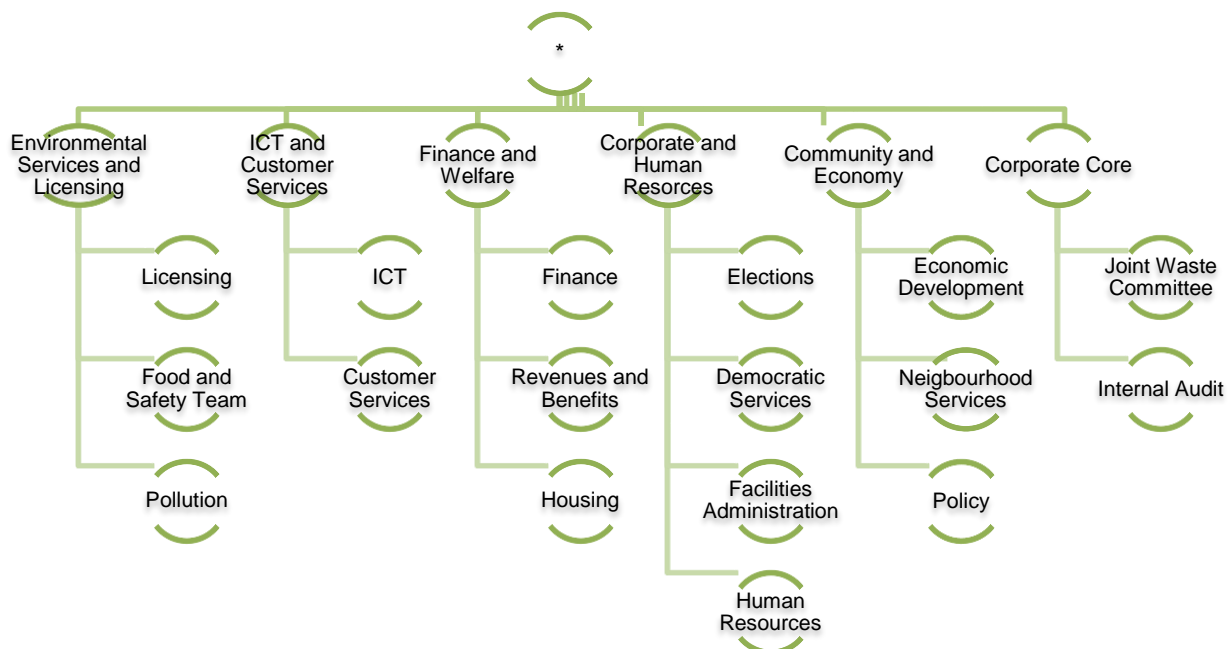 *
Environmental
Services and
Licensing
ICT and
Customer
Services
Finance and
Welfare
Corporate and
Human
Resorces
Community and
Economy
Corporate Core
Licensing
ICT
Finance
Elections
Economic
Development
Joint Waste
Committee
Food and
Safety Team
Customer
Services
Revenues and
Benefits
Democratic
Services
Neigbourhood
Services
Internal Audit
Pollution
Housing
Facilities
Administration
Policy
Human
Resources